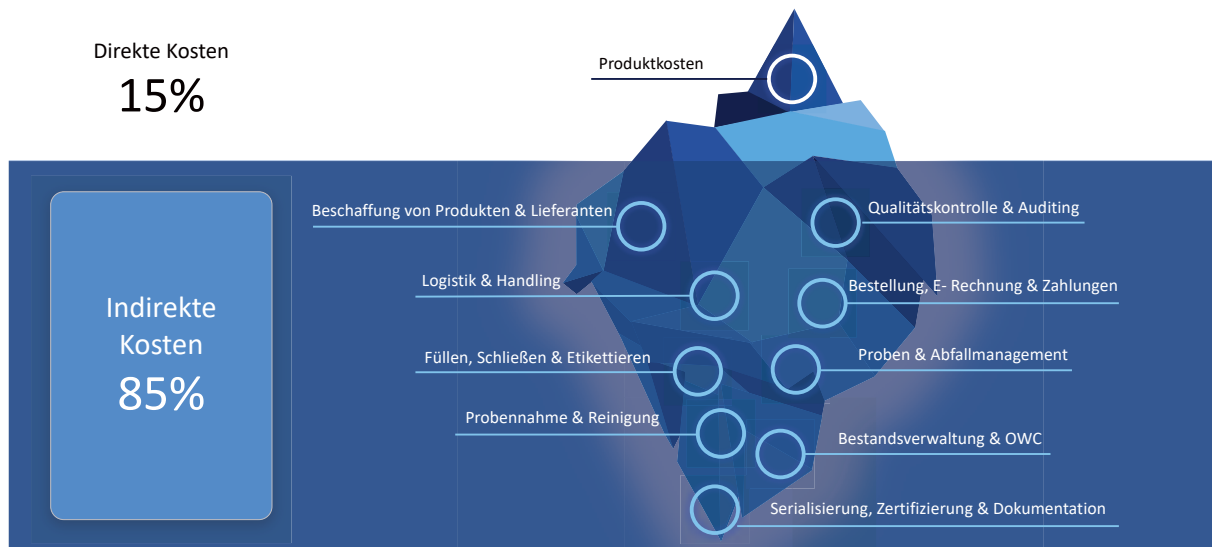 Direkte Kosten
15%
Produktkosten
Indirekte
Kosten
85%
Beschaffung von Produkten & Lieferanten
Qualitätskontrolle & Auditing
Logistik & Handling
Bestellung, E- Rechnung & Zahlungen
Füllen, Schließen & Etikettieren
Proben & Abfallmanagement
Probennahme & Reinigung
Bestandsverwaltung & OWC
Serialisierung, Zertifizierung & Dokumentation